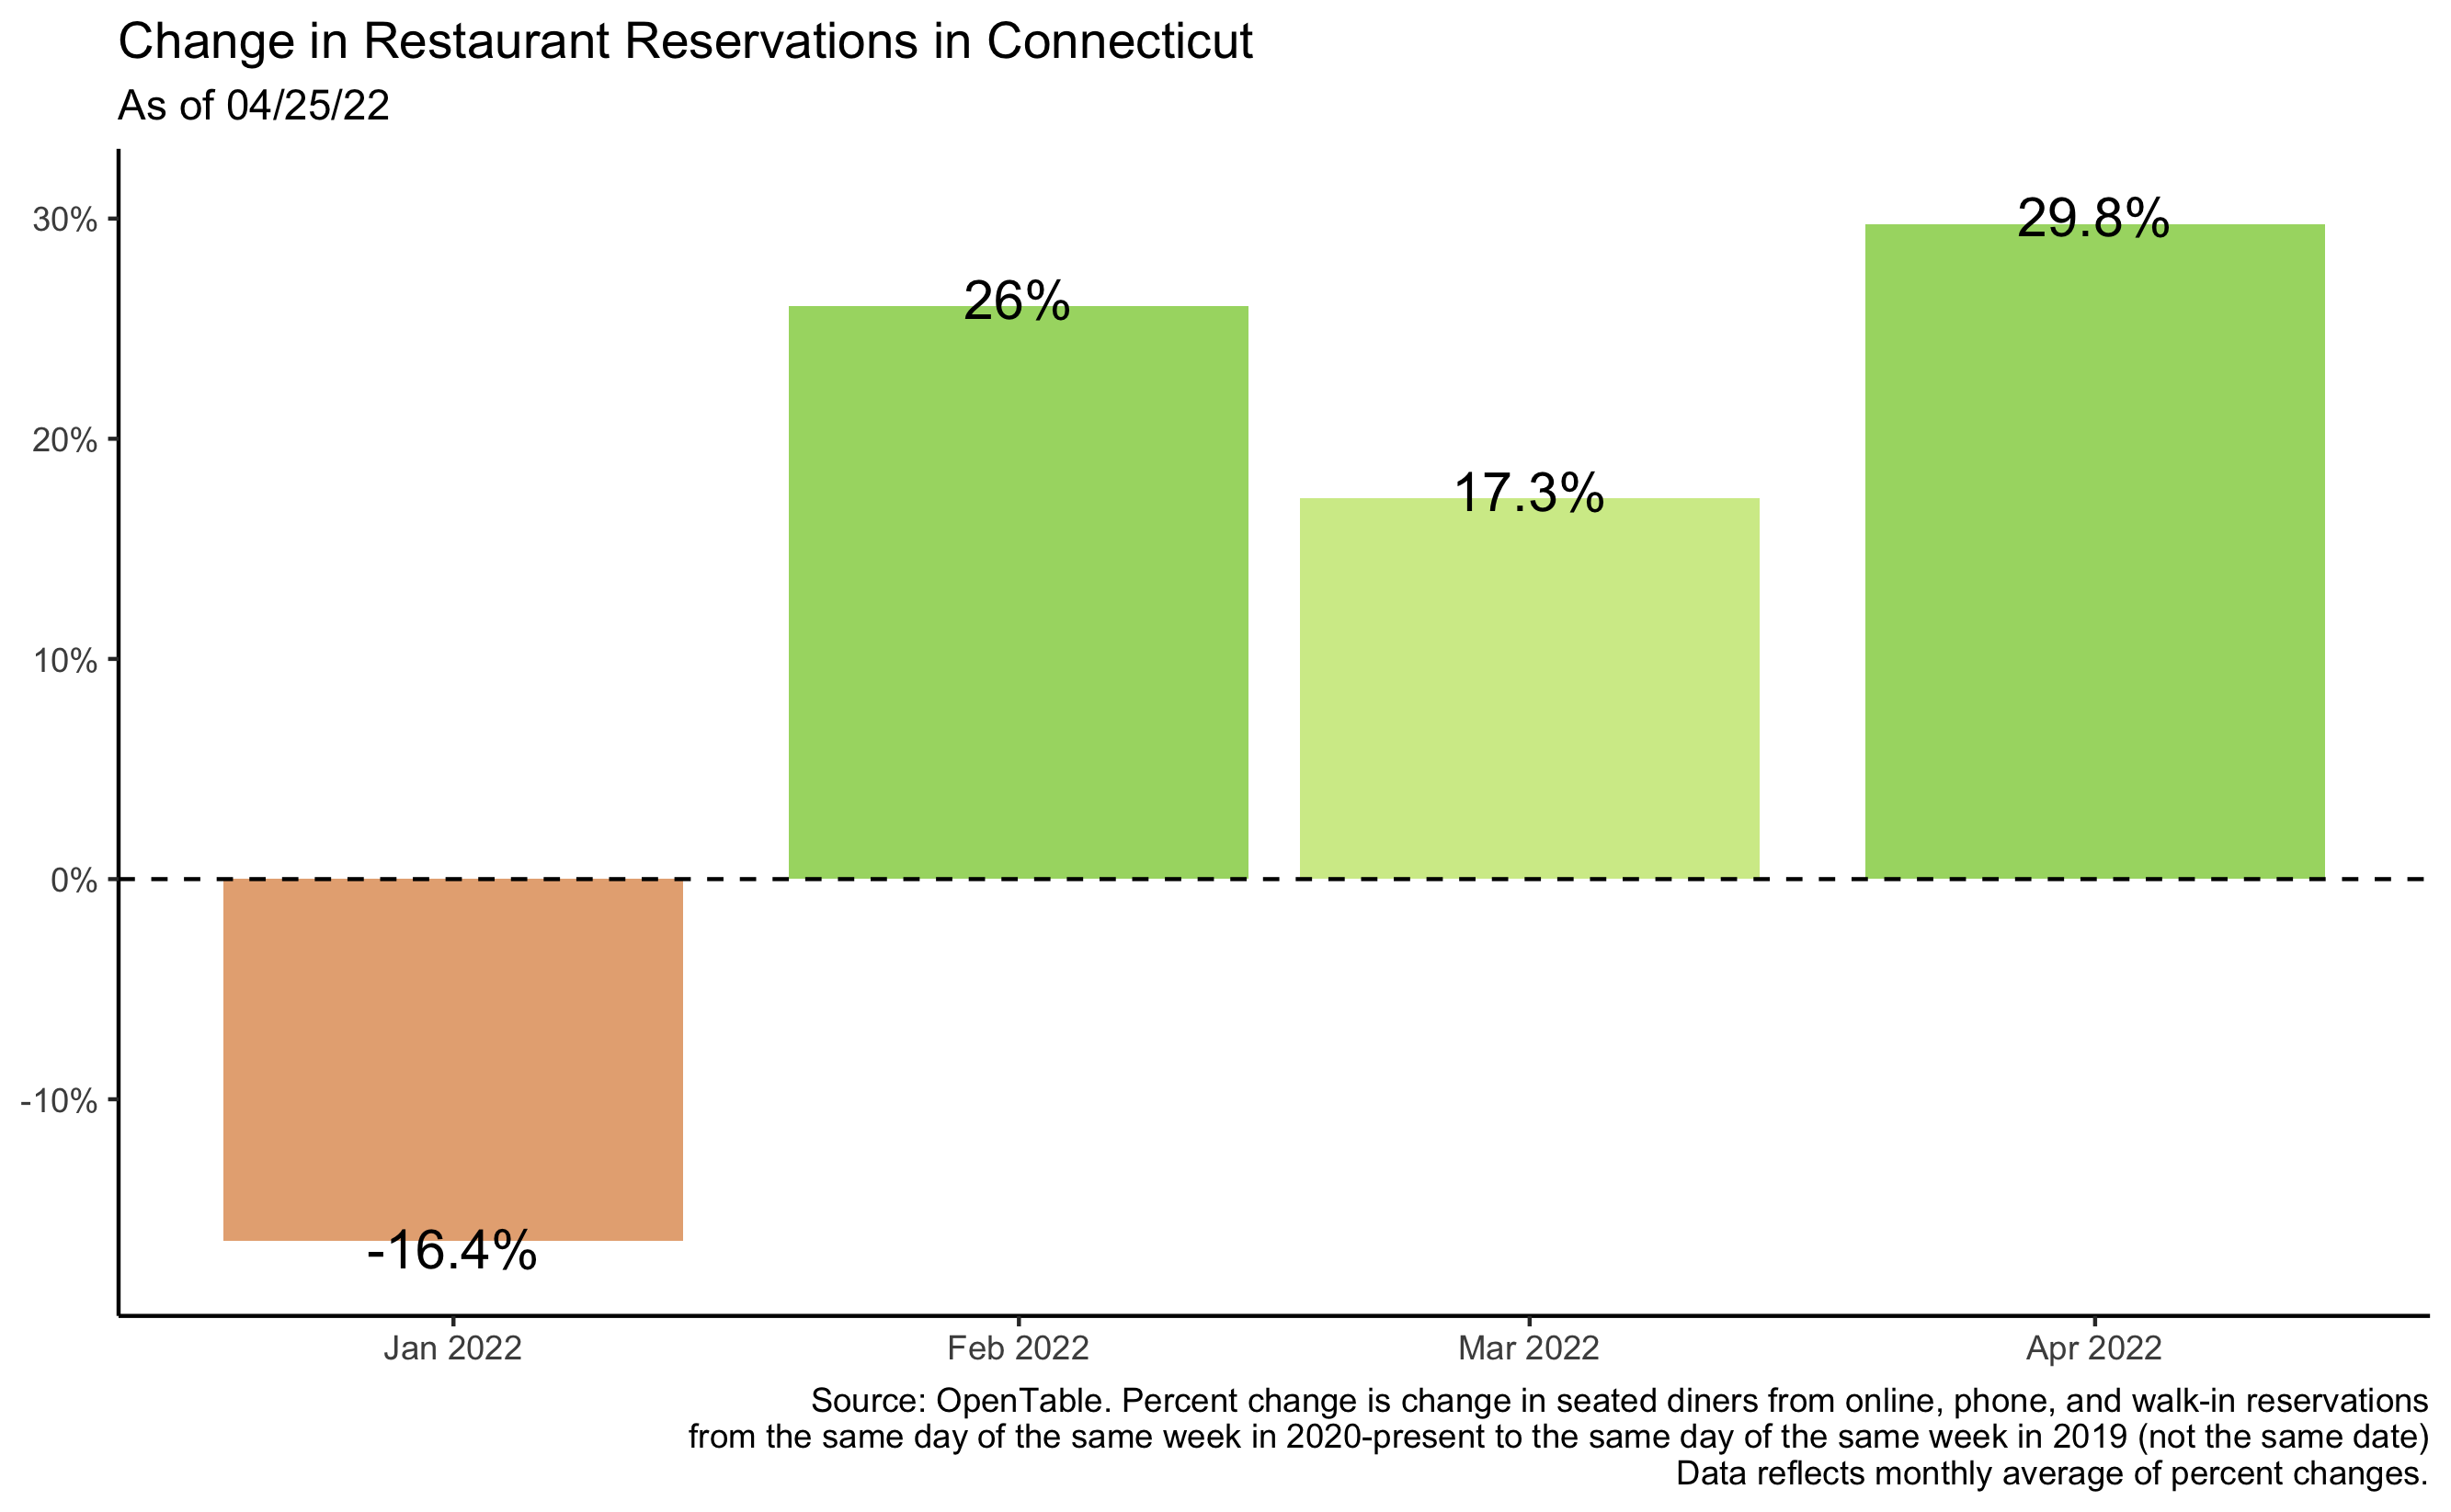 Change in Restaurant Reservations in Connecticut
As of 04/25/22
30%
20%
10%
0%
-10%
-16.4%
26%
17.3%
29.8%
Jan 2022
Feb 2022
Mar 2022
Apr 2022
Source: OpenTable. Percent change is change in seated diners from online, phone, and walk-in reservations
from the same day of the same week in 2020-present to the same day of the same week in 2019 (not the same date)
Data reflects monthly average of percent changes.